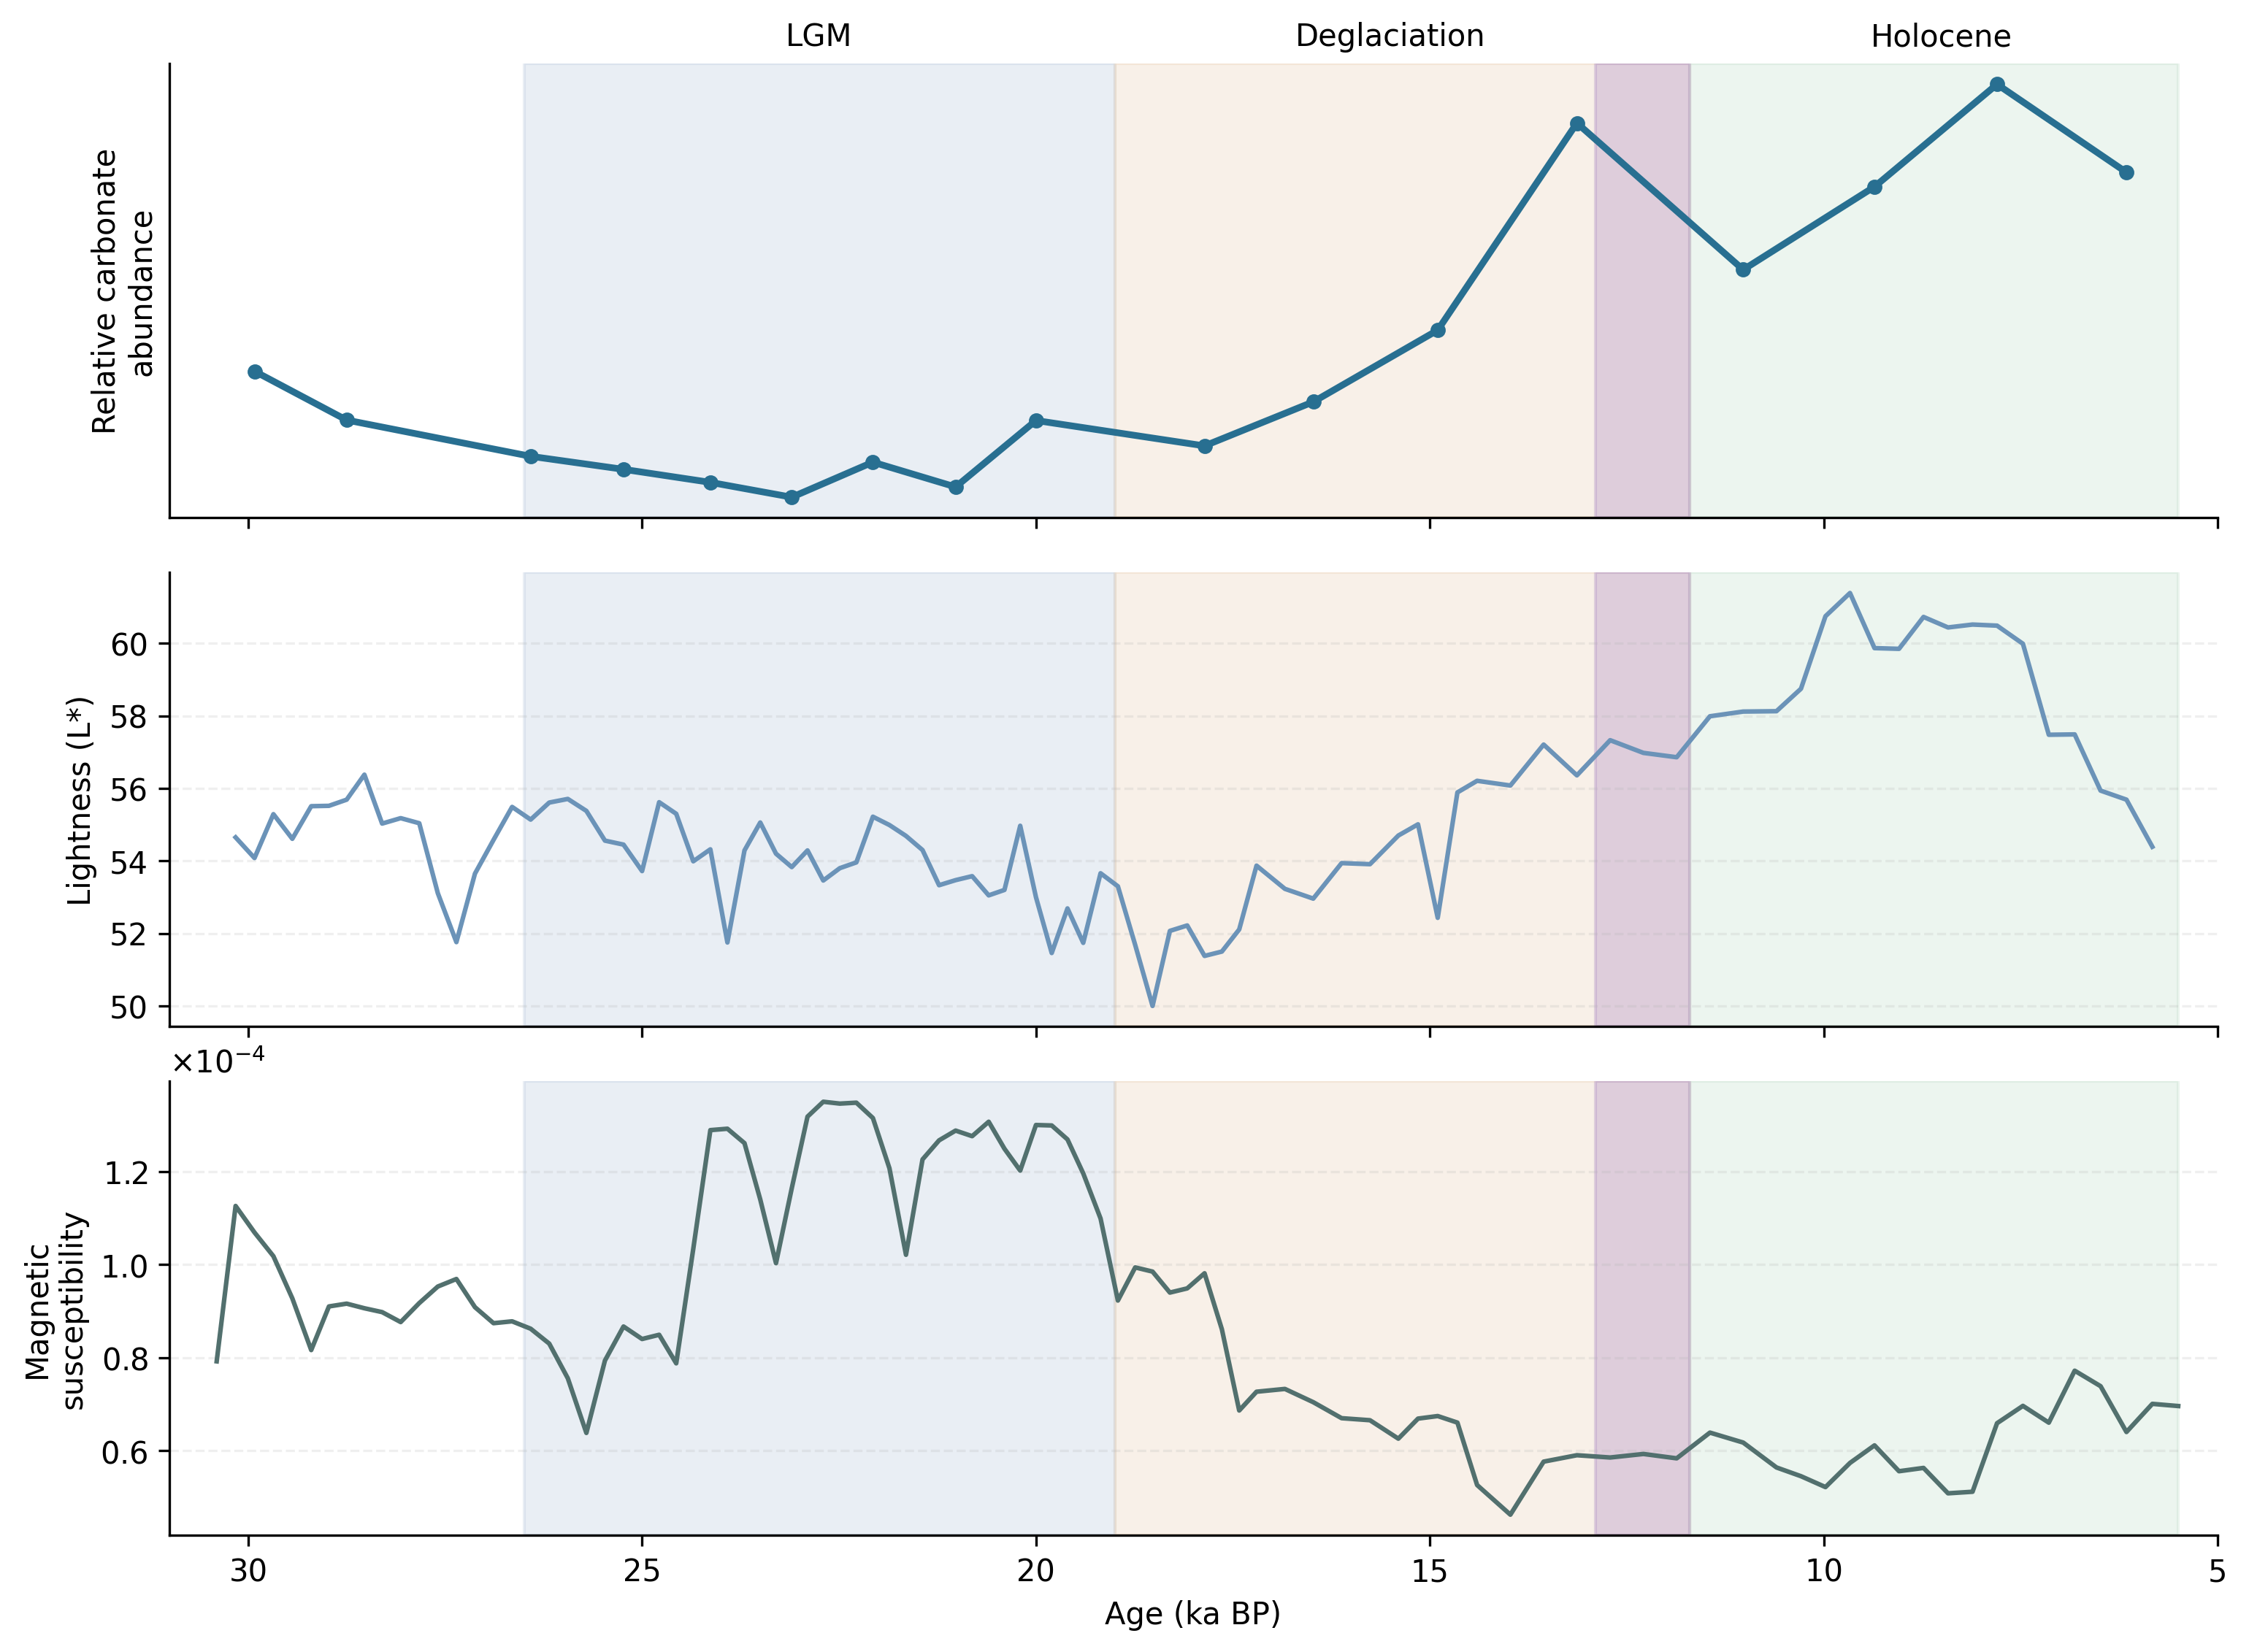 LGM Deglaciation Holocene
Relative carbonate
abundance
60
58
56
54
52
50
Lightness (L*)
×10⁻⁴
1.2
1.0
0.8
0.6
Magnetic
susceptibility
30 25 20 15 10 5
Age (ka BP)